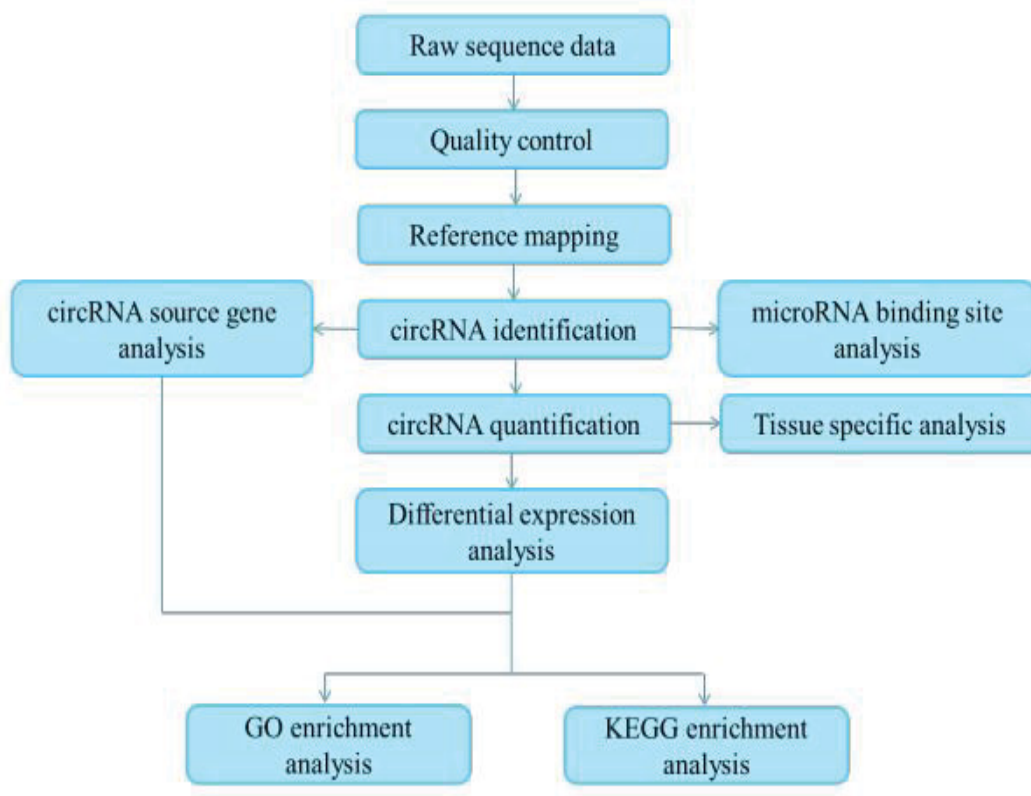 Raw sequence data
Quality control
Reference mapping
circRNA source gene
analysis
circRNA identification
microRNA binding site
analysis
circRNA quantification
Tissue specific analysis
Differential expression
analysis
GO enrichment
analysis
KEGG enrichment
analysis